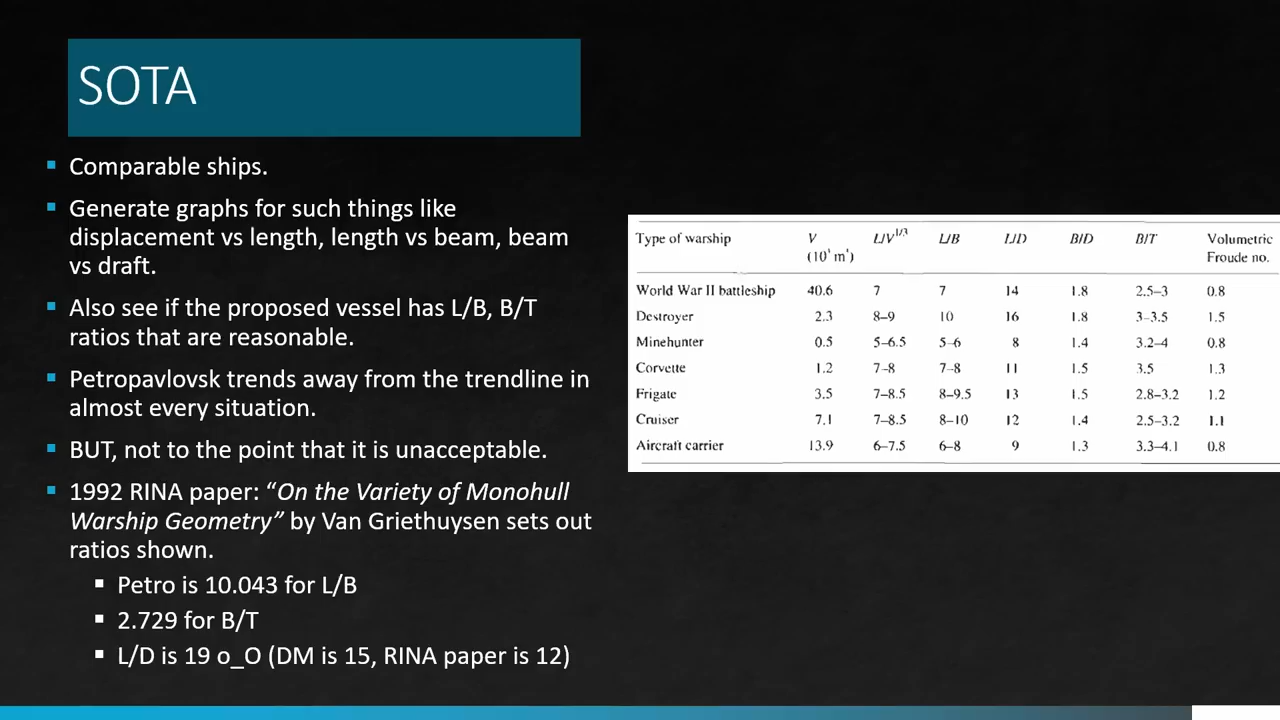 SOTA
Comparable ships.
Generate graphs for such things like
displacement vs length, length vs beam, beam
vs draft.
Also see if the proposed vessel has L/B, B/T
ratios that are reasonable.
Petropavlovsk trends away from the trendline in
almost every situation.
BUT, not to the point that it is unacceptable.
1992 RINA paper: “On the Variety of Monohull
Warship Geometry” by Van Griethuysen sets out
ratios shown.
Petro is 10.043 for L/B
2.729 for B/T
L/D is 19 o_O (DM is 15, RINA paper is 12)
Type of warship V L/V^1/3 L/B L/D B/D B/T Volumetric
(10³ m³) Froude no.
World War II battleship 40.6 7 7 14 1.8 2.5–3 0.8
Destroyer 2.3 8–9 10 16 1.8 3–3.5 1.5
Minehunter 0.5 5–6.5 5–6 8 1.4 3.2–4 0.8
Corvette 1.2 7–8 7–8 11 1.5 3.5 1.3
Frigate 3.5 7–8.5 8–9.5 13 1.5 2.8–3.2 1.2
Cruiser 7.1 7–8.5 8–10 12 1.4 2.5–3.2 1.1
Aircraft carrier 13.9 6–7.5 6–8 9 1.3 3.3–4.1 0.8